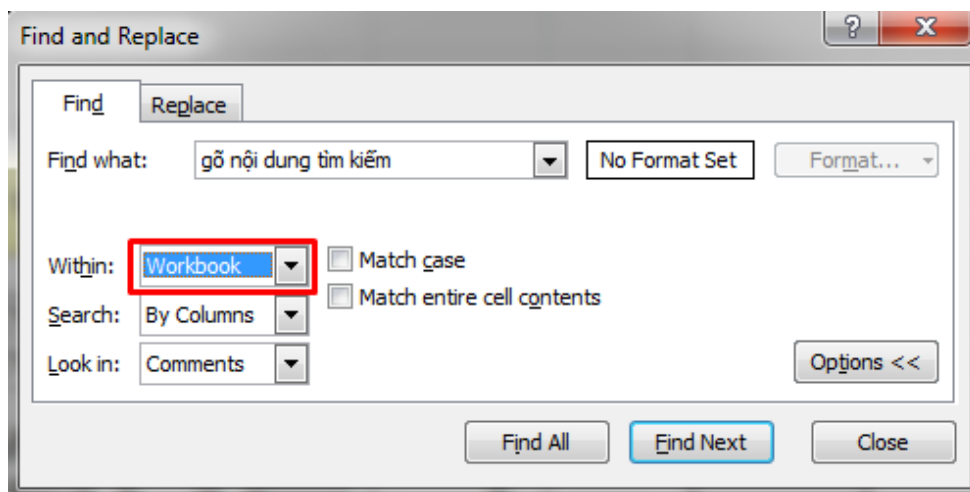 Find and Replace
Find Replace
Find what: gõ nội dung tìm kiếm No Format Set Format...
Within: Workbook Match case
Match entire cell contents
Search: By Columns
Look in: Comments Options <<
Find All Find Next Close